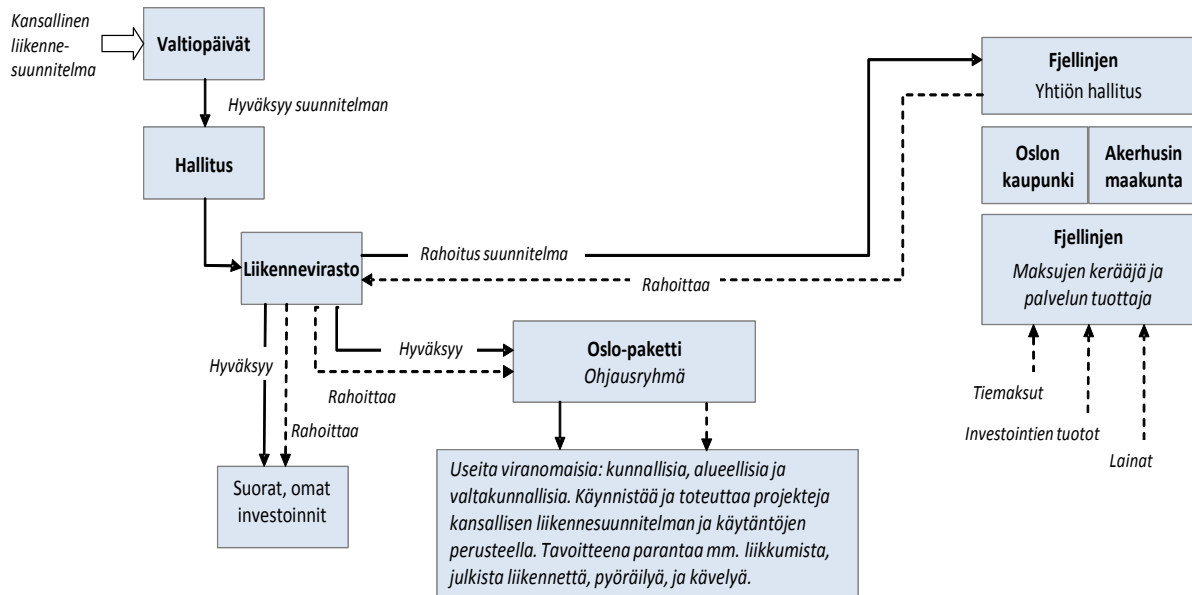 Kansallinen
liikenne-
suunnitelma
Valtiopäivät
Hyväksyy suunnitelman
Hallitus
Liikennevirasto
Rahoitus suunnitelma
Rahoittaa
Hyväksyy
Rahoittaa
Suorat, omat
investoinnit
Hyväksyy
Rahoittaa
Oslo-paketti
Ohjausryhmä
Useita viranomaisia: kunnallisia, alueellisia ja
valtakunnallisia. Käynnistää ja toteuttaa projekteja
kansallisen liikennesuunnitelman ja käytäntöjen
perusteella. Tavoitteena parantaa mm. liikkumista,
julkista liikennettä, pyöräilyä, ja kävelyä.
Fjellinjen
Yhtiön hallitus
Oslon
kaupunki
Akerhusin
maakunta
Fjellinjen
Maksujen kerääjä ja
palvelun tuottaja
Tiemaksut
Investointien tuotot
Lainat